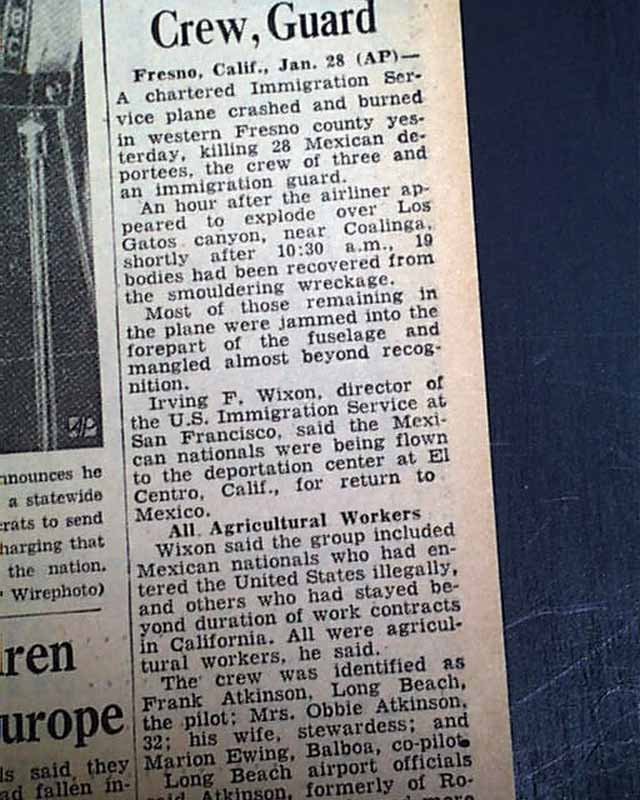 Crew, Guard
Fresno, Calif., Jan. 28 (AP)—
A chartered Immigration Ser-
vice plane crashed and burned
in western Fresno county yes-
terday, killing 28 Mexican de-
portees, the crew of three and
an immigration guard.
An hour after the airliner ap-
peared to explode over Los
Gatos canyon, near Coalinga,
shortly after 10:30 a.m., 19
bodies had been recovered from
the smouldering wreckage.
Most of those remaining in
the plane were jammed into the
forepart of the fuselage and
mangled almost beyond recog-
nition.
Irving F. Wixon, director of
the U.S. Immigration Service at
San Francisco, said the Mexi-
can nationals were being flown
to the deportation center at El
Centro, Calif., for return to
Mexico.
All Agricultural Workers
Wixon said the group included
Mexican nationals who had en-
tered the United States illegally,
and others who had stayed be-
yond duration of work contracts
in California. All were agricul-
tural workers, he said.
The crew was identified as
Frank Atkinson, Long Beach,
the pilot; Mrs. Obbie Atkinson,
32; his wife, stewardess; and
Marion Ewing, Balboa, co-pilot.
Long Beach airport officials
said Atkinson, formerly of Ro-
AP
nnounces he
a statewide
rats to send
harging that
the nation.
Wirephoto)
ren
urope
ls said they
ad fallen in-